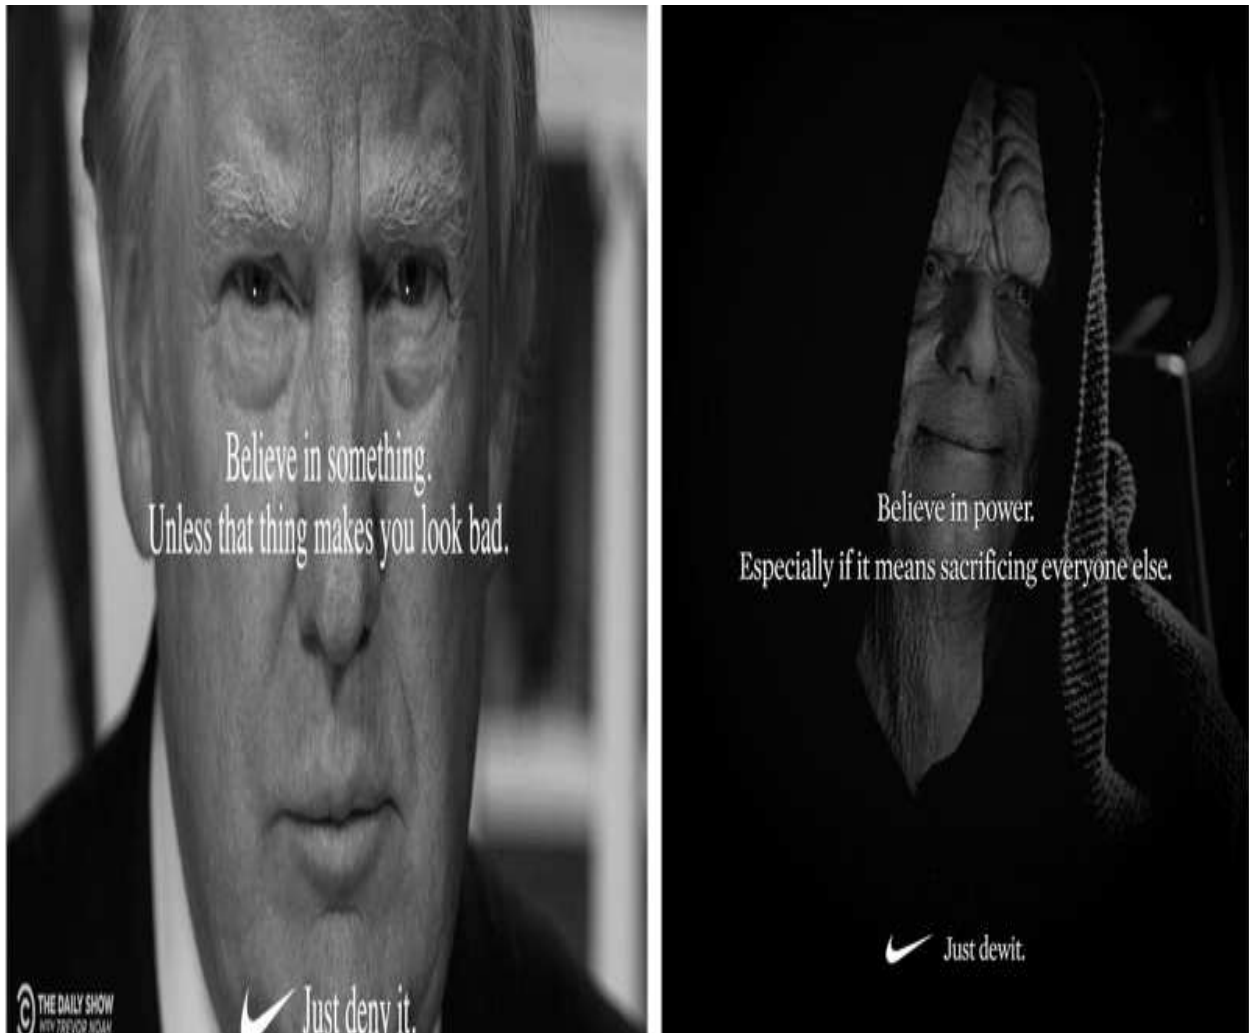 Believe in something.
Unless that thing makes you look bad.
Just deny it.
THE DAILY SHOW
WITH TREVOR NOAH
Believe in power.
Especially if it means sacrificing everyone else.
Just dewit.